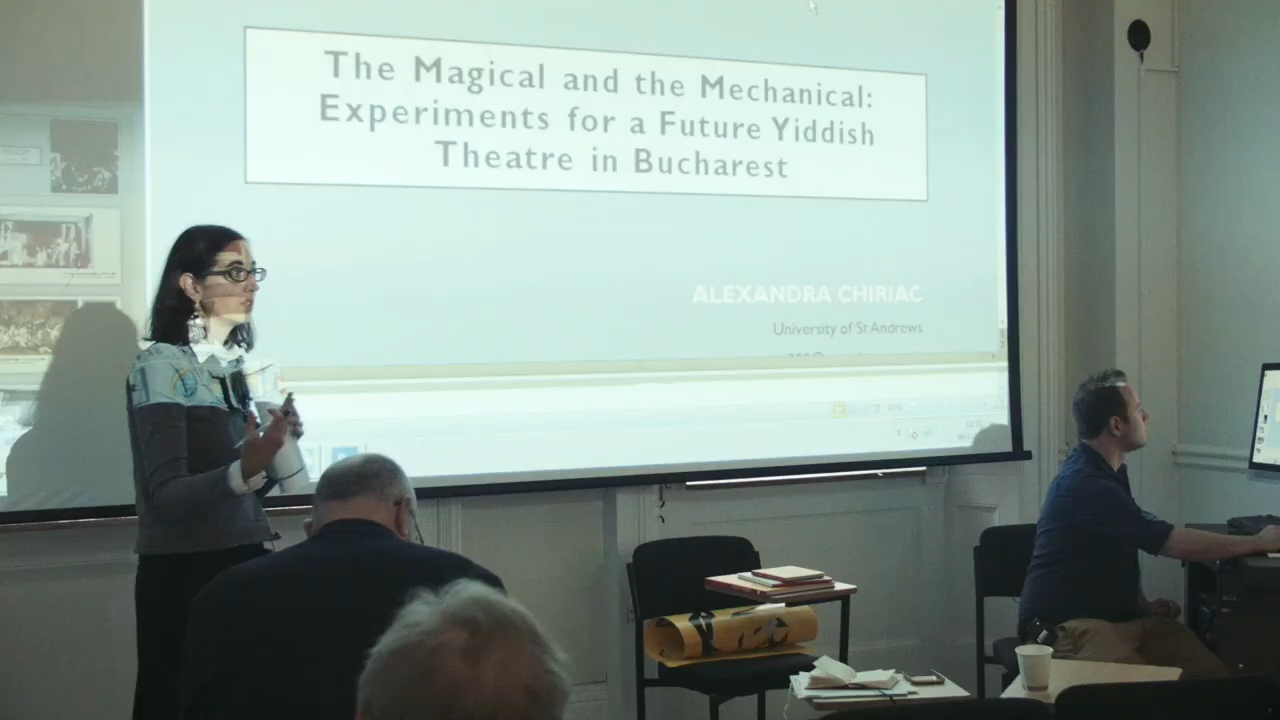 The Magical and the Mechanical:
Experiments for a Future Yiddish
Theatre in Bucharest
ALEXANDRA CHIRIAC
University of St Andrews